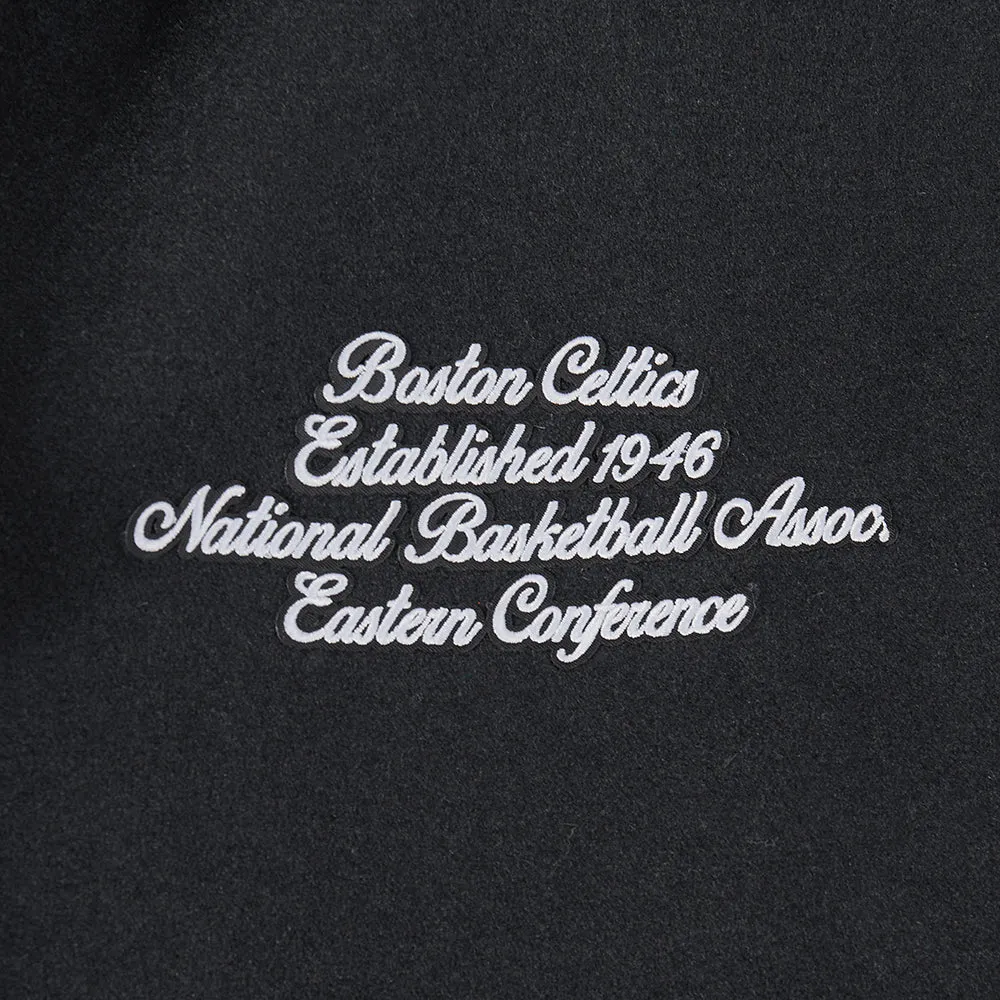 Boston Celtics
Established 1946
National Basketball Assoc.
Eastern Conference